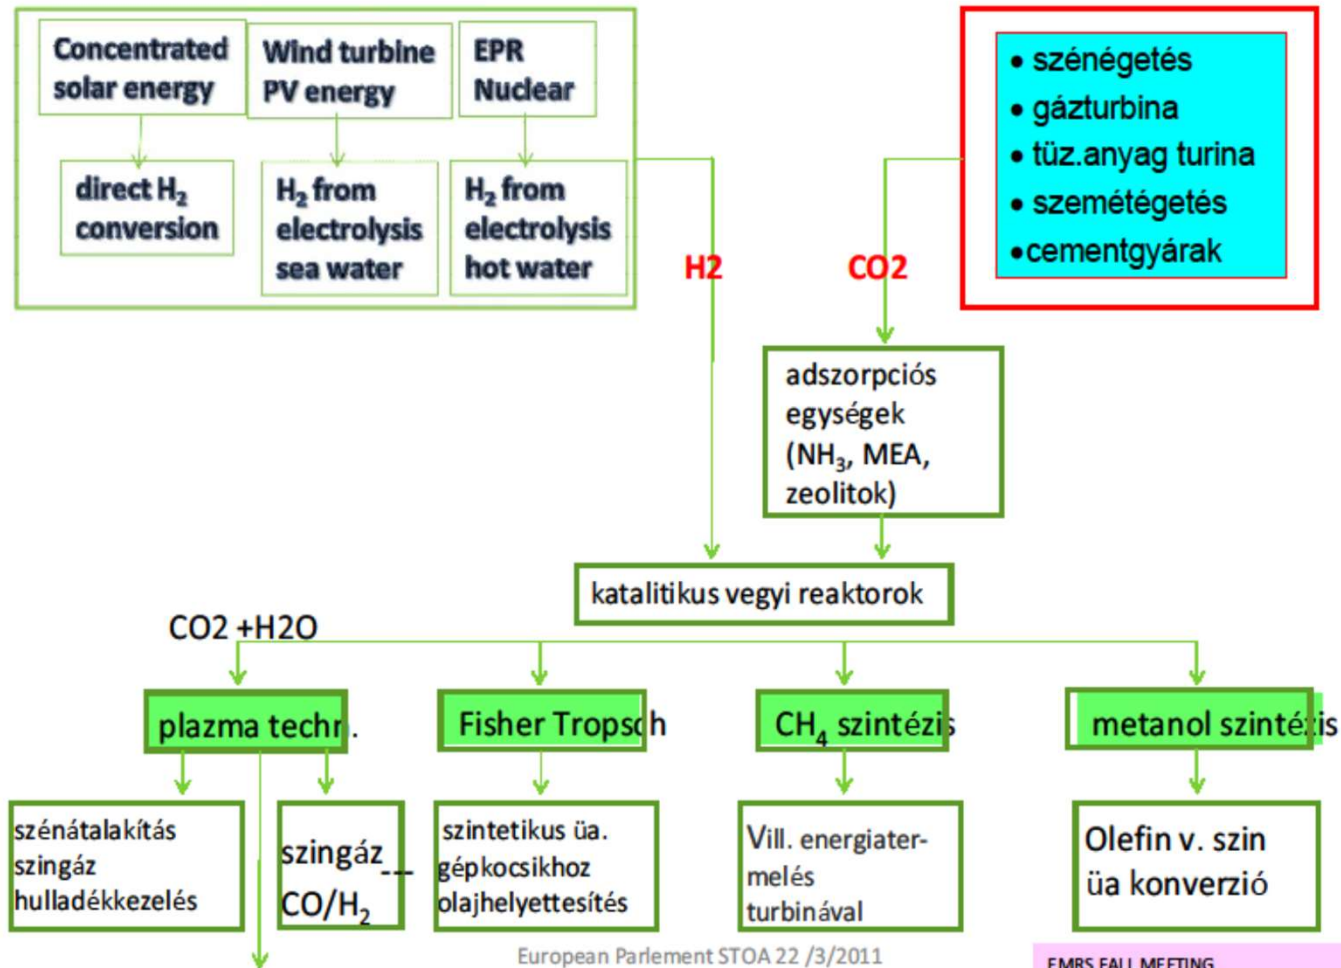 Concentrated
solar energy
Wind turbine
PV energy
EPR
Nuclear
direct H₂
conversion
H₂ from
electrolysis
sea water
H₂ from
electrolysis
hot water
• szénégetés
• gázturbina
• tüz.anyag turina
• szemétégetés
•cementgyárak
H2
CO2
adszorpciós
egységek
(NH₃, MEA,
zeolitok)
katalitikus vegyi reaktorok
CO2 +H2O
plazma techn.
Fisher Tropsch
CH₄ szintézis
metanol szintézis
szénátalakítás
szingáz
hulladékkezelés
szingáz
CO/H₂
szintetikus üa.
gépkocsikhoz
olajhelyettesítés
Vill. energiater-
melés
turbinával
Olefin v. szin
üa konverzió
European Parlement STOA 22 /3/2011
EMRS FALL MEETING